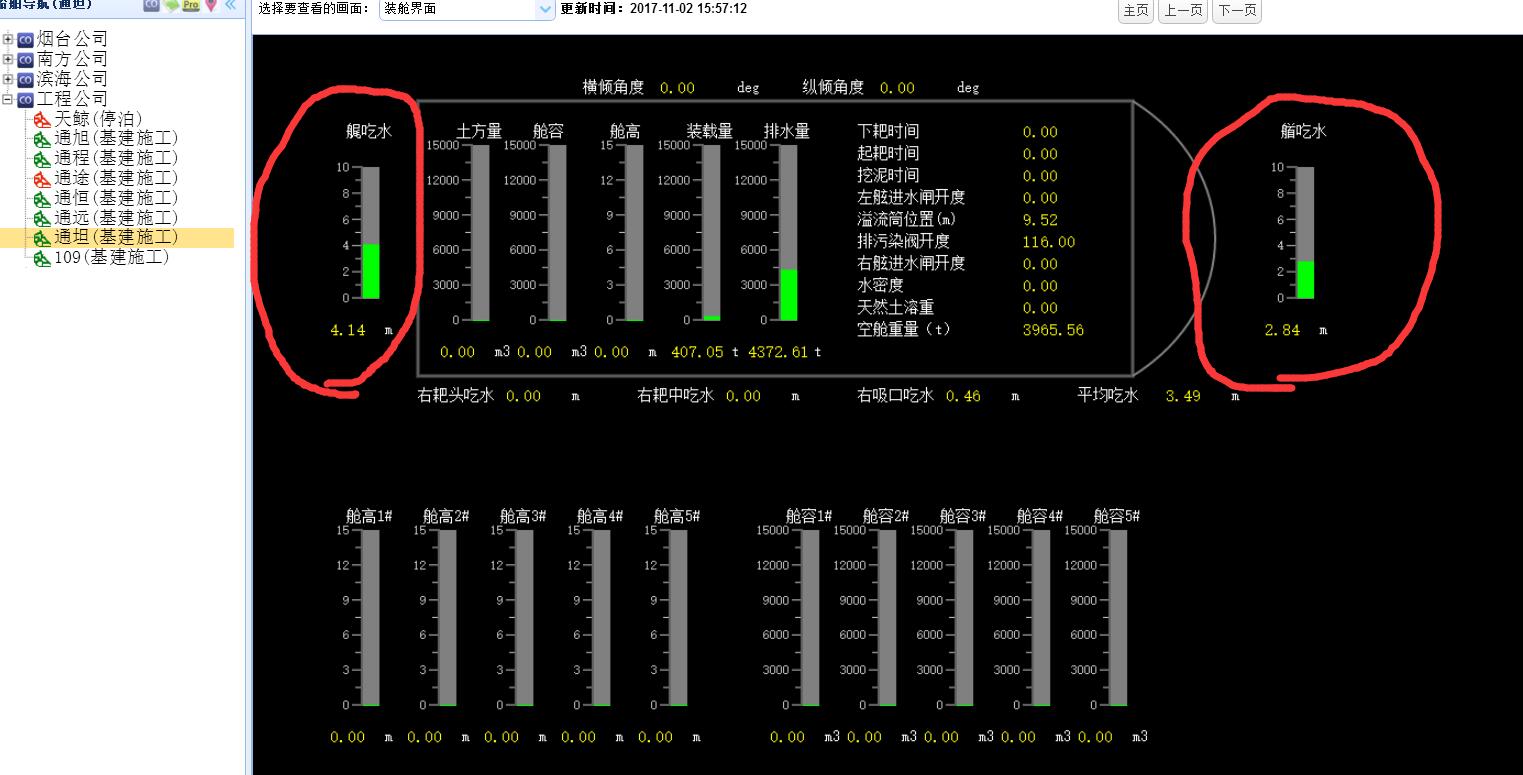 船舶导航(通坦)
CO
Pro
选择要查看的画面： 装舱界面 更新时间：2017-11-02 15:57:12
主页 上一页 下一页
CO 烟台公司
CO 南方公司
CO 滨海公司
CO 工程公司
天鲸(停泊)
通旭(基建施工)
通程(基建施工)
通途(基建施工)
通恒(基建施工)
通远(基建施工)
通坦(基建施工)
109(基建施工)
横倾角度 0.00 deg 纵倾角度 0.00 deg
艉吃水
10
8
6
4
2
0
4.14 m
土方量 舱容 舱高 装载量 排水量
15000 15000 15 15000 15000
12000 12000 12 12000 12000
9000 9000 9 9000 9000
6000 6000 6 6000 6000
3000 3000 3 3000 3000
0 0 0 0 0
0.00 m3 0.00 m3 0.00 m 407.05 t 4372.61 t
下耙时间 0.00
起耙时间 0.00
挖泥时间 0.00
左舷进水闸开度 0.00
溢流筒位置(m) 9.52
排污染阀开度 116.00
右舷进水闸开度 0.00
水密度 0.00
天然土溶重 0.00
空舱重量（t） 3965.56
艏吃水
10
8
6
4
2
0
2.84 m
右耙头吃水 0.00 m 右耙中吃水 0.00 m 右吸口吃水 0.46 m 平均吃水 3.49 m
舱高1# 舱高2# 舱高3# 舱高4# 舱高5# 舱容1# 舱容2# 舱容3# 舱容4# 舱容5#
15 15 15 15 15 15000 15000 15000 15000 15000
12 12 12 12 12 12000 12000 12000 12000 12000
9 9 9 9 9 9000 9000 9000 9000 9000
6 6 6 6 6 6000 6000 6000 6000 6000
3 3 3 3 3 3000 3000 3000 3000 3000
0 0 0 0 0 0 0 0 0 0
0.00 m 0.00 m 0.00 m 0.00 m 0.00 m 0.00 m3 0.00 m3 0.00 m3 0.00 m3 0.00 m3